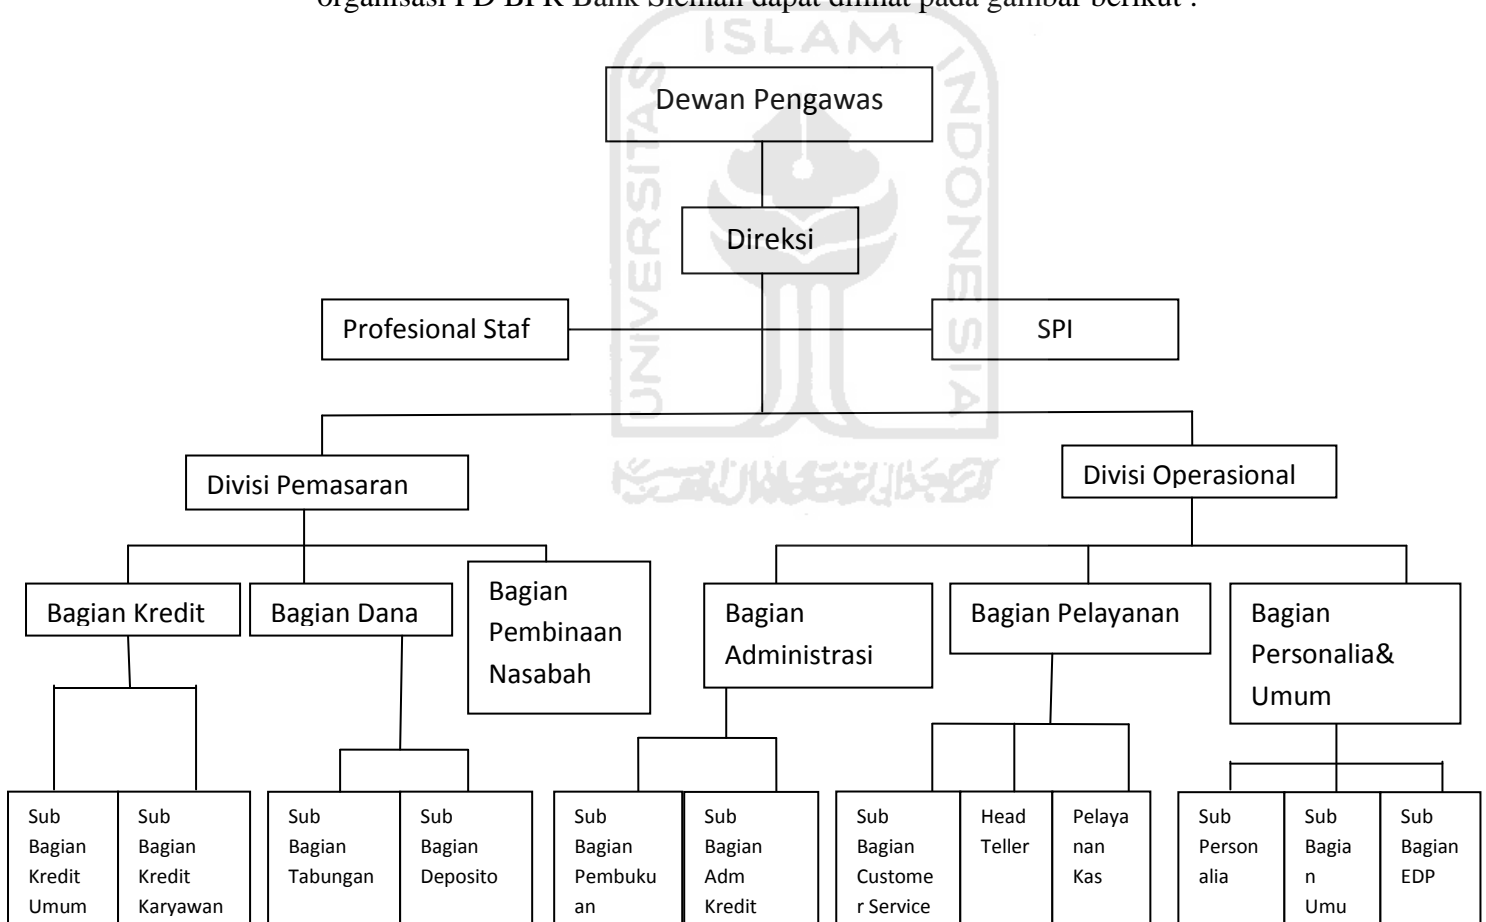 organisasi PD BPR Bank Sleman dapat dilihat pada gambar berikut :
ISLAM
UNIVERSITAS
INDONESIA
Dewan Pengawas
Direksi
Profesional Staf
SPI
Divisi Pemasaran
Divisi Operasional
Bagian Kredit
Bagian Dana
Bagian
Pembinaan
Nasabah
Bagian
Administrasi
Bagian Pelayanan
Bagian
Personalia&
Umum
Sub
Bagian
Kredit
Umum
Sub
Bagian
Kredit
Karyawan
Sub
Bagian
Tabungan
Sub
Bagian
Deposito
Sub
Bagian
Pembuku
an
Sub
Bagian
Adm
Kredit
Sub
Bagian
Custome
r Service
Head
Teller
Pelaya
nan
Kas
Sub
Person
alia
Sub
Bagia
n
Umu
Sub
Bagian
EDP